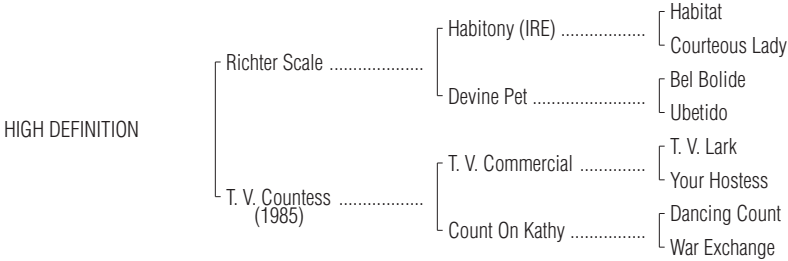 Habitat
Habitony (IRE) ...................
Courteous Lady
Richter Scale .....................
Bel Bolide
Devine Pet .........................
Ubetido
HIGH DEFINITION
T. V. Lark
T. V. Commercial ..............
Your Hostess
T. V. Countess ...................
(1985)
Dancing Count
Count On Kathy ................
War Exchange